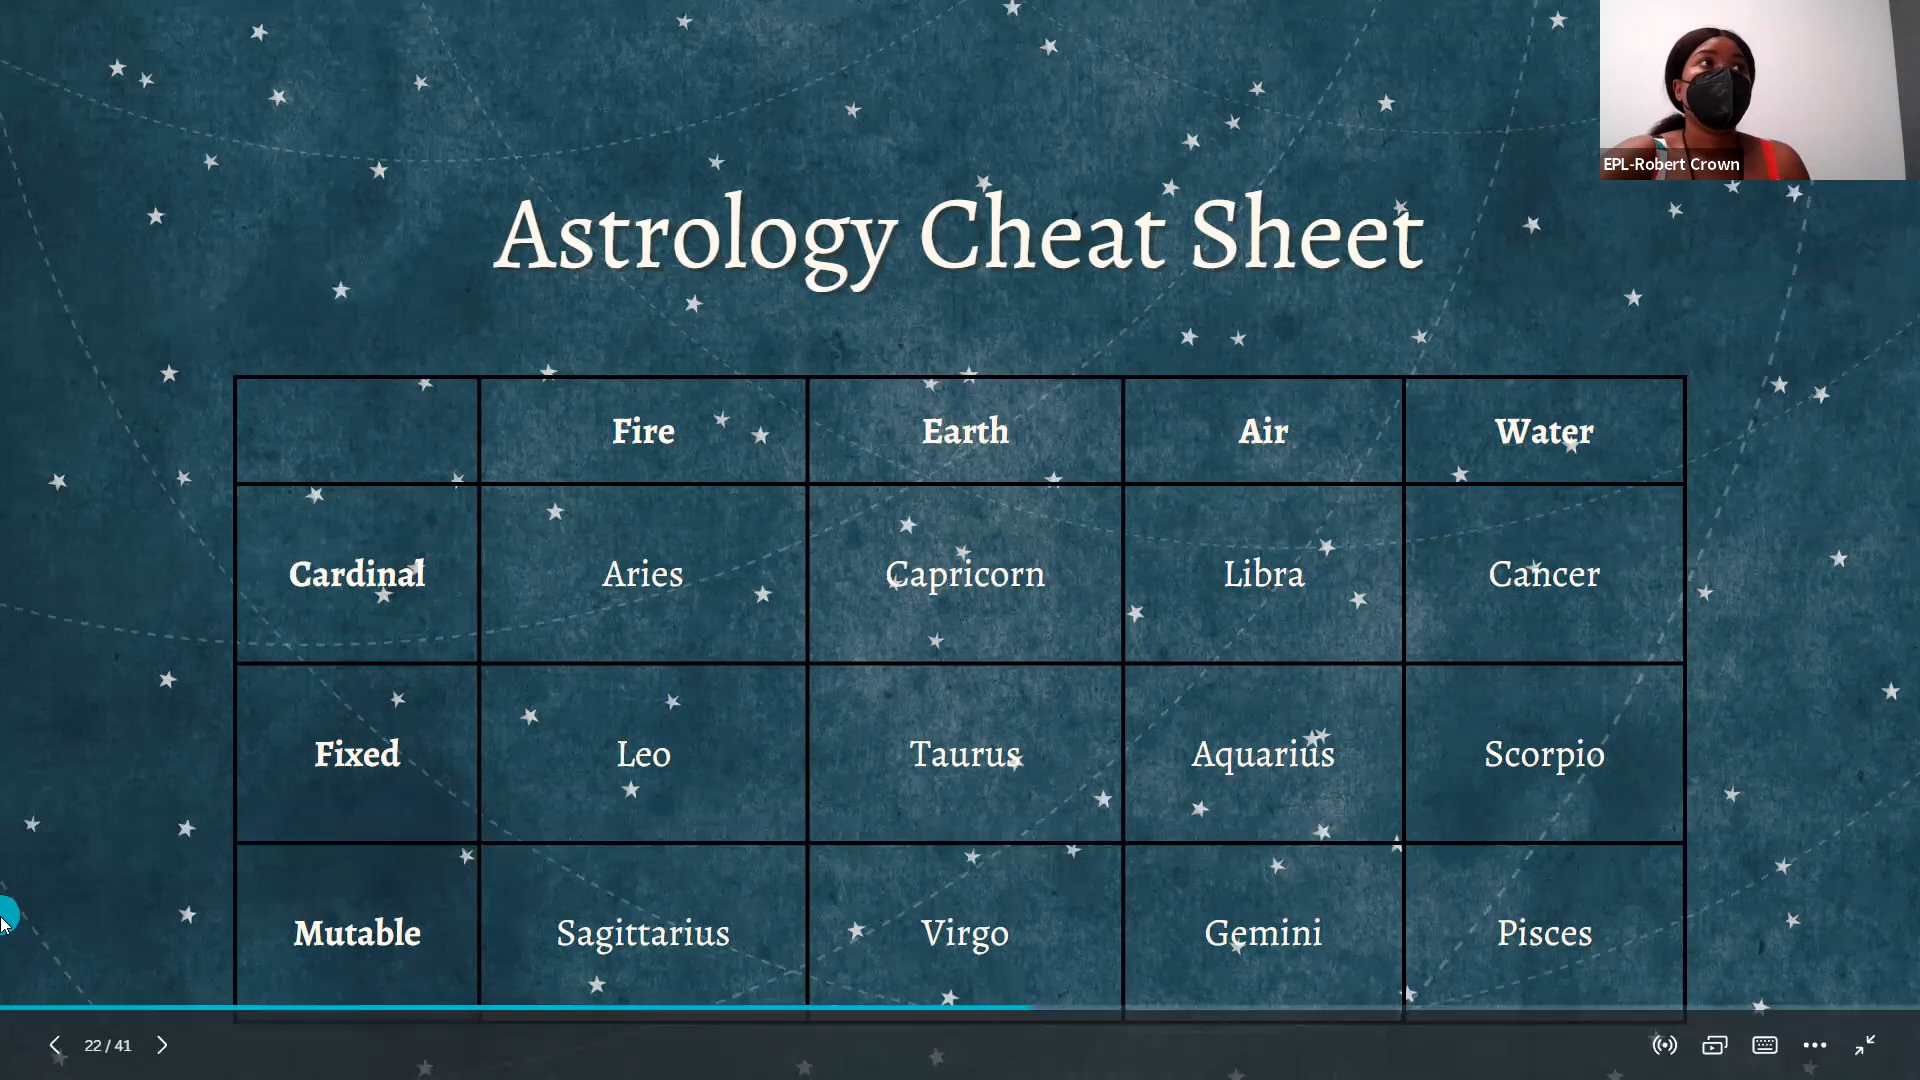 EPL-Robert Crown
Astrology Cheat Sheet
Fire Earth Air Water
Cardinal Aries Capricorn Libra Cancer
Fixed Leo Taurus Aquarius Scorpio
Mutable Sagittarius Virgo Gemini Pisces
22 / 41